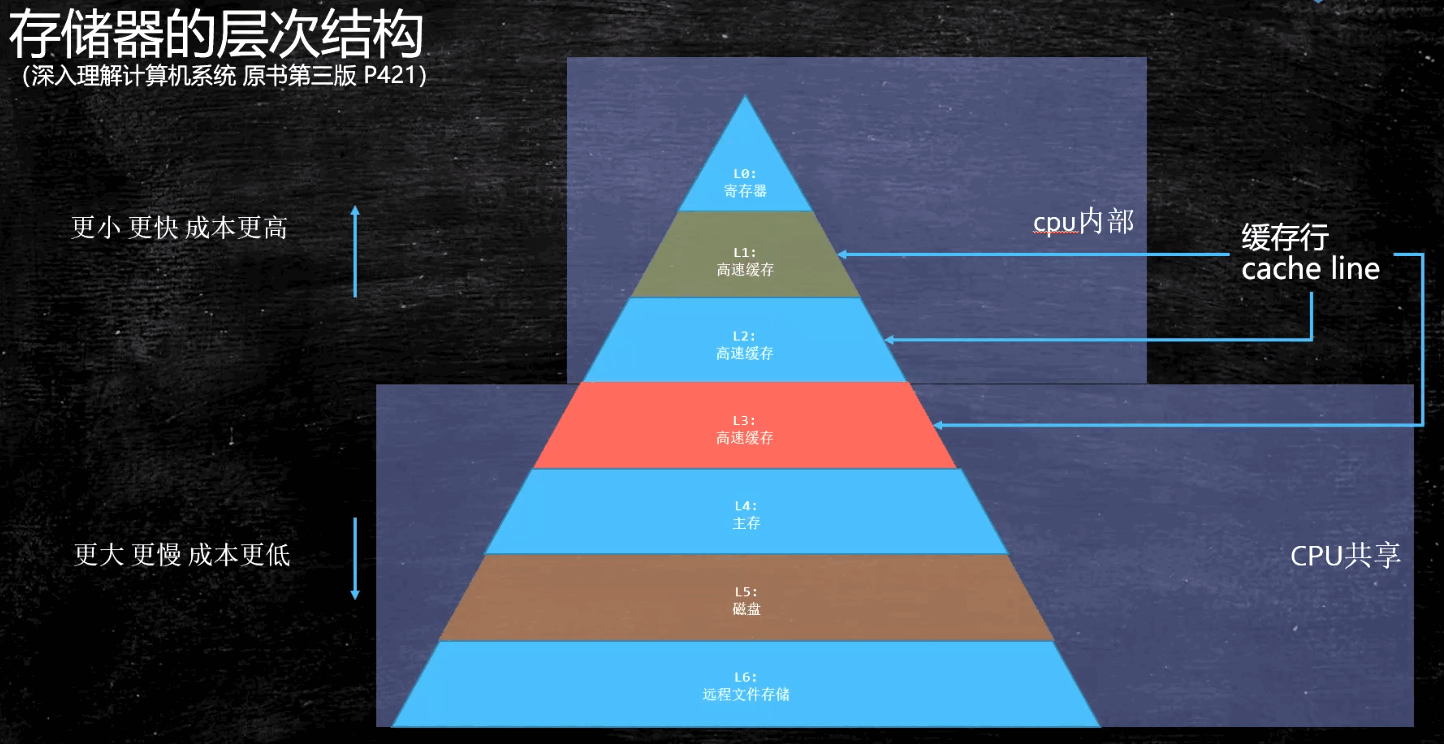 存储器的层次结构
（深入理解计算机系统 原书第三版 P421）
更小 更快 成本更高
更大 更慢 成本更低
L0:
寄存器
L1:
高速缓存
L2:
高速缓存
L3:
高速缓存
L4:
主存
L5:
磁盘
L6:
远程文件存储
cpu内部
缓存行
cache line
CPU共享